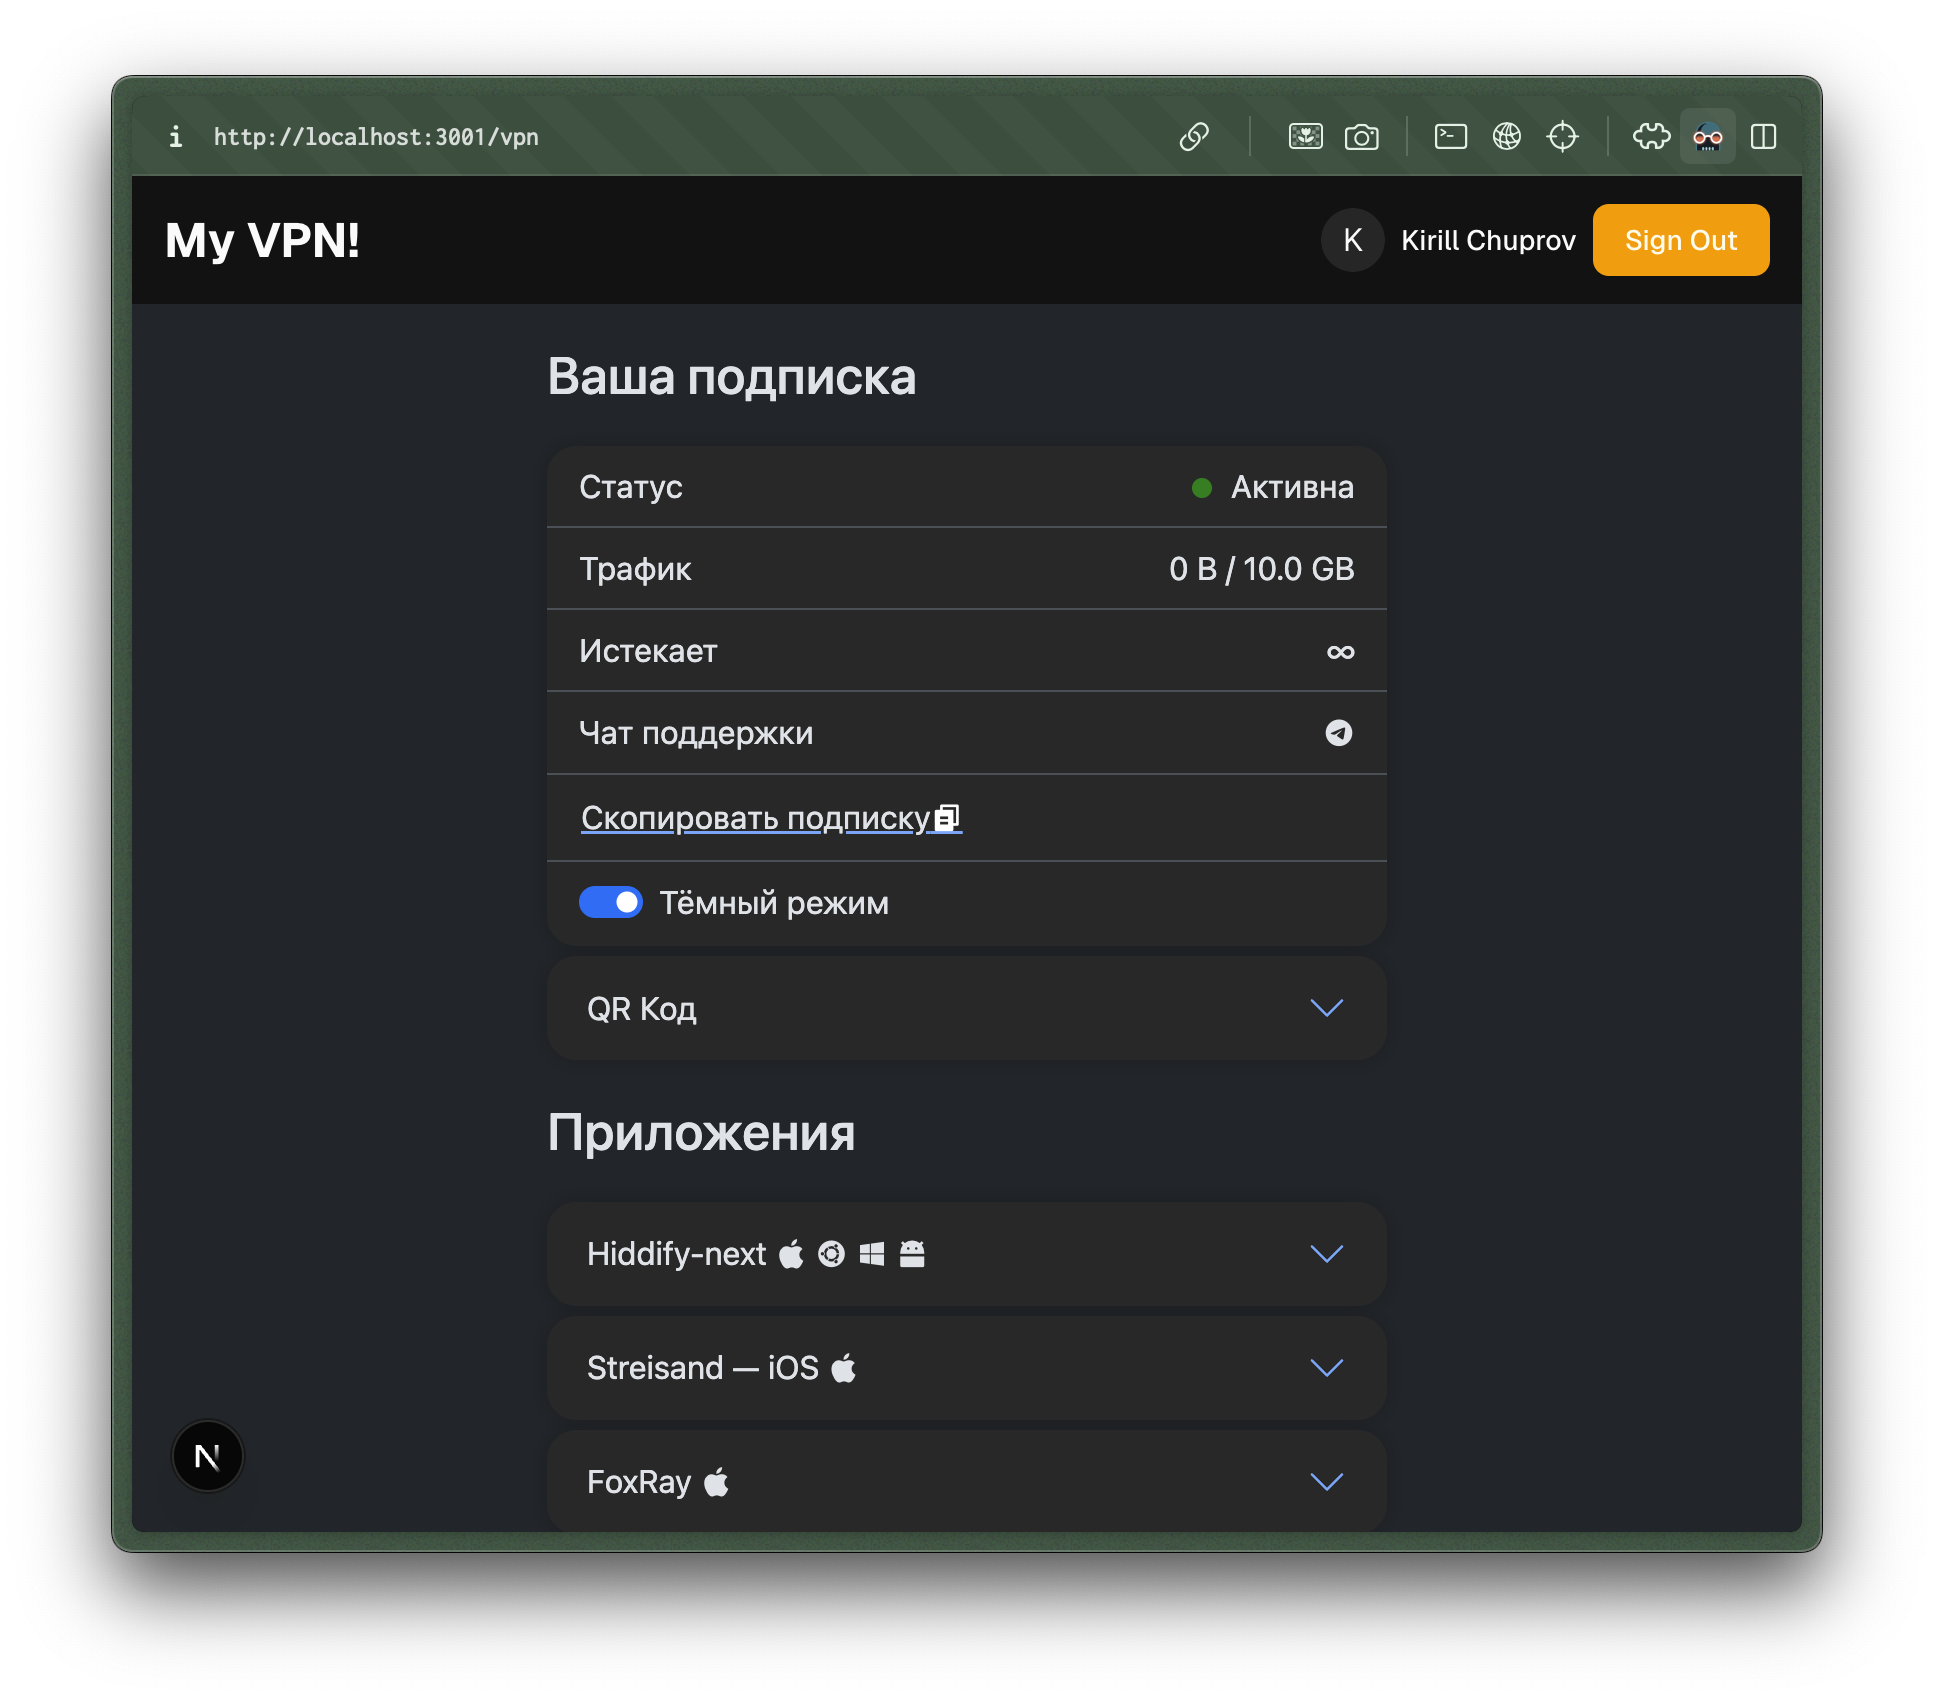 http://localhost:3001/vpn
My VPN!
K
Kirill Chuprov
Sign Out
Ваша подписка
Статус
Активна
Трафик
0 B / 10.0 GB
Истекает
∞
Чат поддержки
Скопировать подписку
Тёмный режим
QR Код
Приложения
Hiddify-next
Streisand — iOS
FoxRay
N